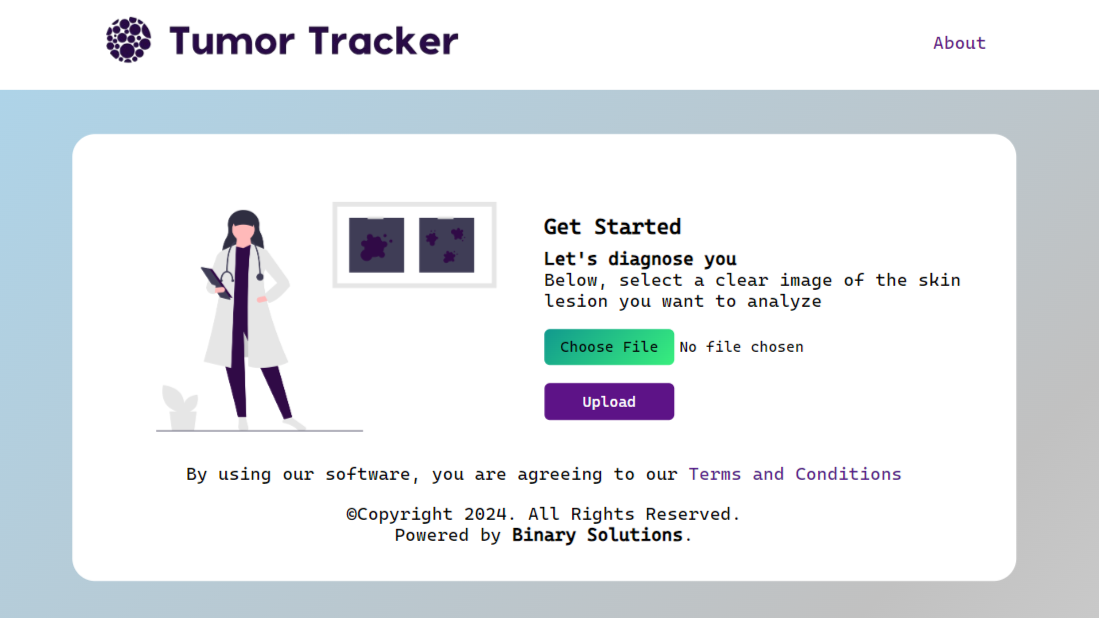 Tumor Tracker
About
Get Started
Let's diagnose you
Below, select a clear image of the skin
lesion you want to analyze
Choose File No file chosen
Upload
By using our software, you are agreeing to our Terms and Conditions
©Copyright 2024. All Rights Reserved.
Powered by Binary Solutions.